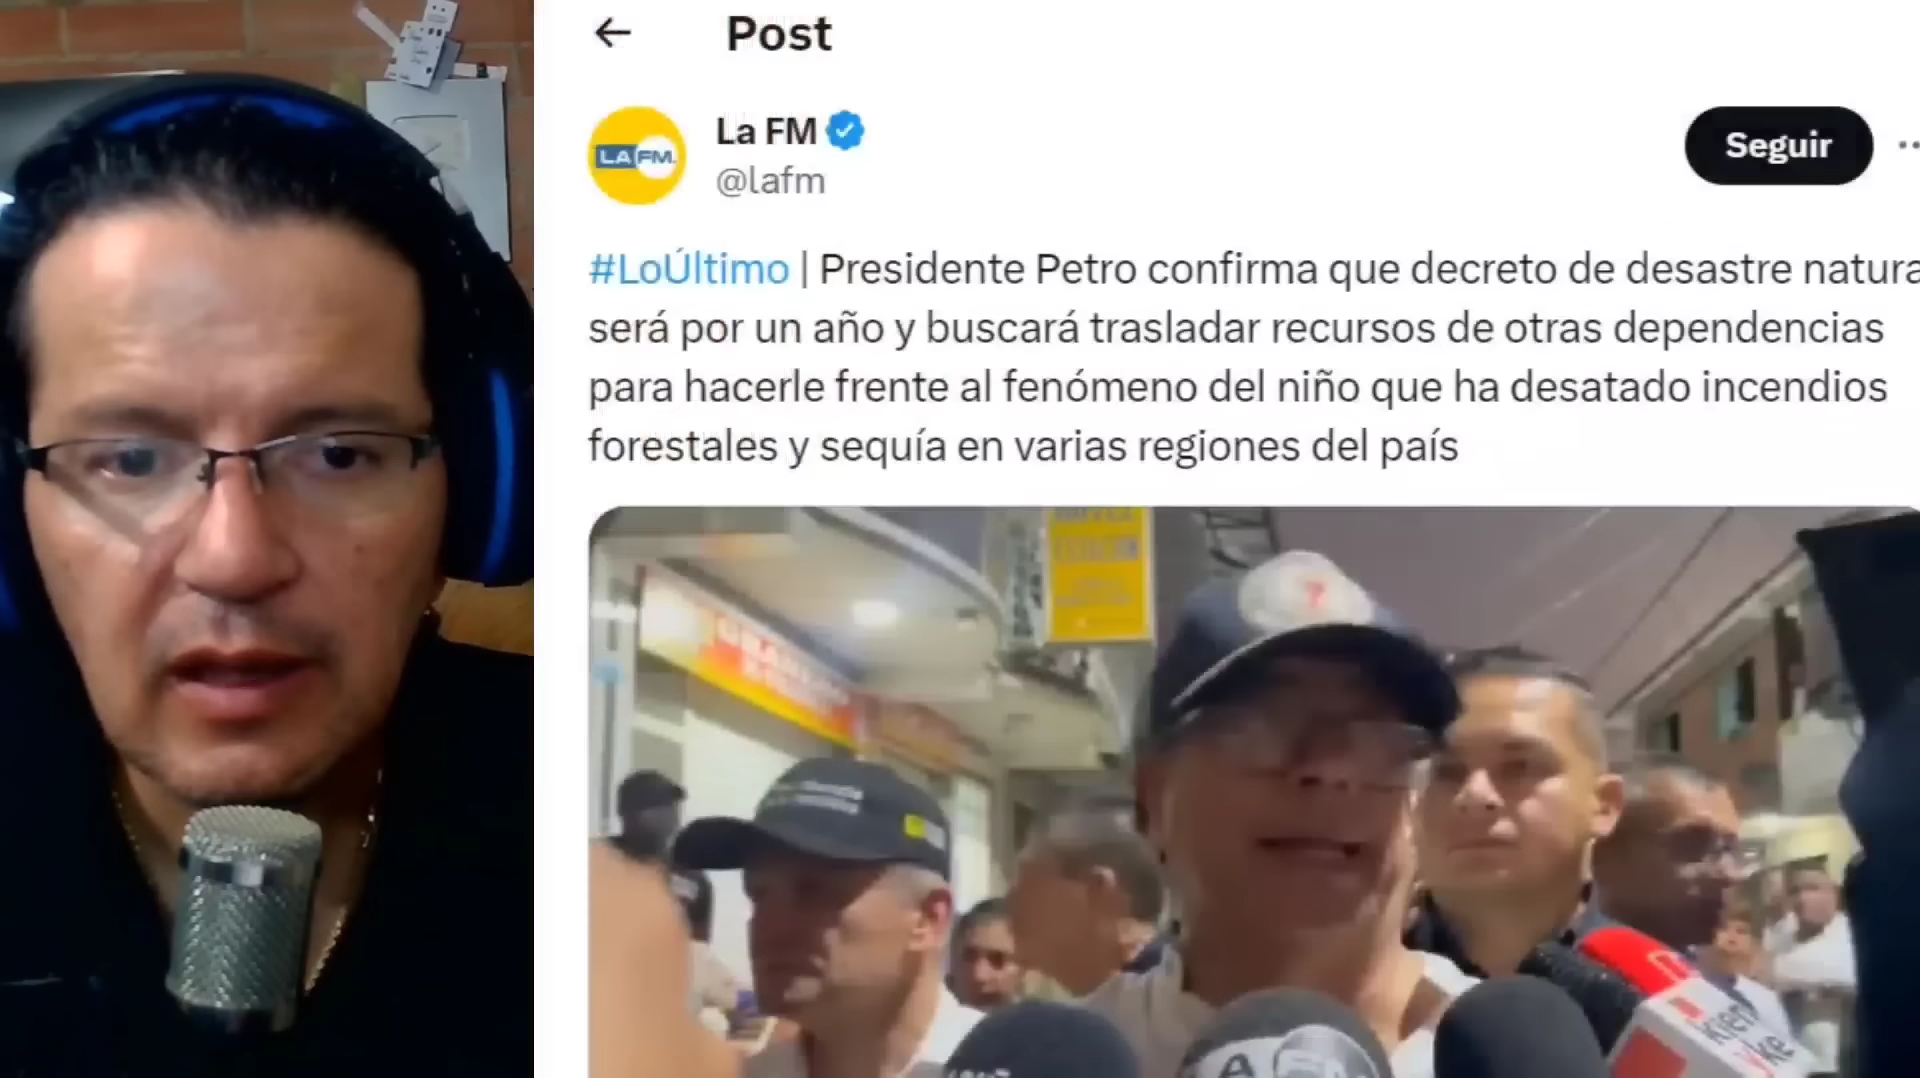 Post
La FM
LA FM.
@lafm
Seguir
#LoÚltimo | Presidente Petro confirma que decreto de desastre natura
será por un año y buscará trasladar recursos de otras dependencias
para hacerle frente al fenómeno del niño que ha desatado incendios
forestales y sequía en varias regiones del país
kien
yke